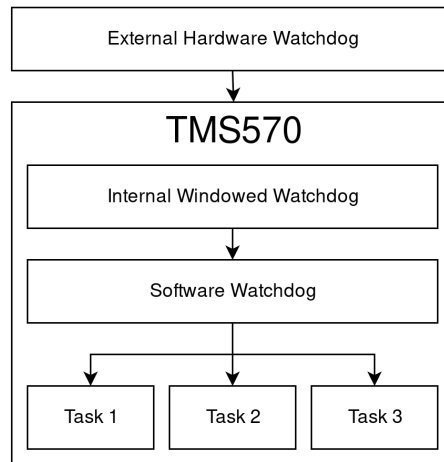 External Hardware Watchdog
TMS570
Internal Windowed Watchdog
Software Watchdog
Task 1
Task 2
Task 3